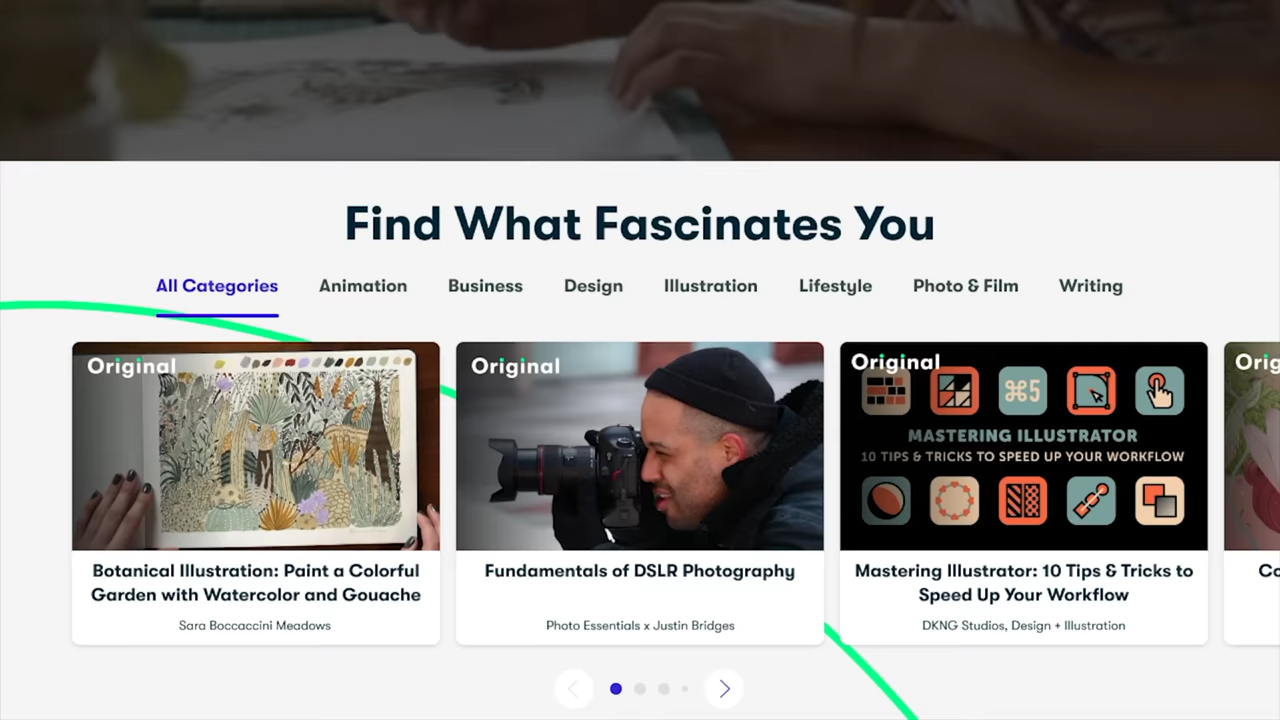 Find What Fascinates You
All Categories
Animation
Business
Design
Illustration
Lifestyle
Photo & Film
Writing
Original
Original
Original
⌘5
MASTERING ILLUSTRATOR
10 TIPS & TRICKS TO SPEED UP YOUR WORKFLOW
Botanical Illustration: Paint a Colorful
Garden with Watercolor and Gouache
Sara Boccaccini Meadows
Fundamentals of DSLR Photography
Photo Essentials x Justin Bridges
Mastering Illustrator: 10 Tips & Tricks to
Speed Up Your Workflow
DKNG Studios, Design + Illustration